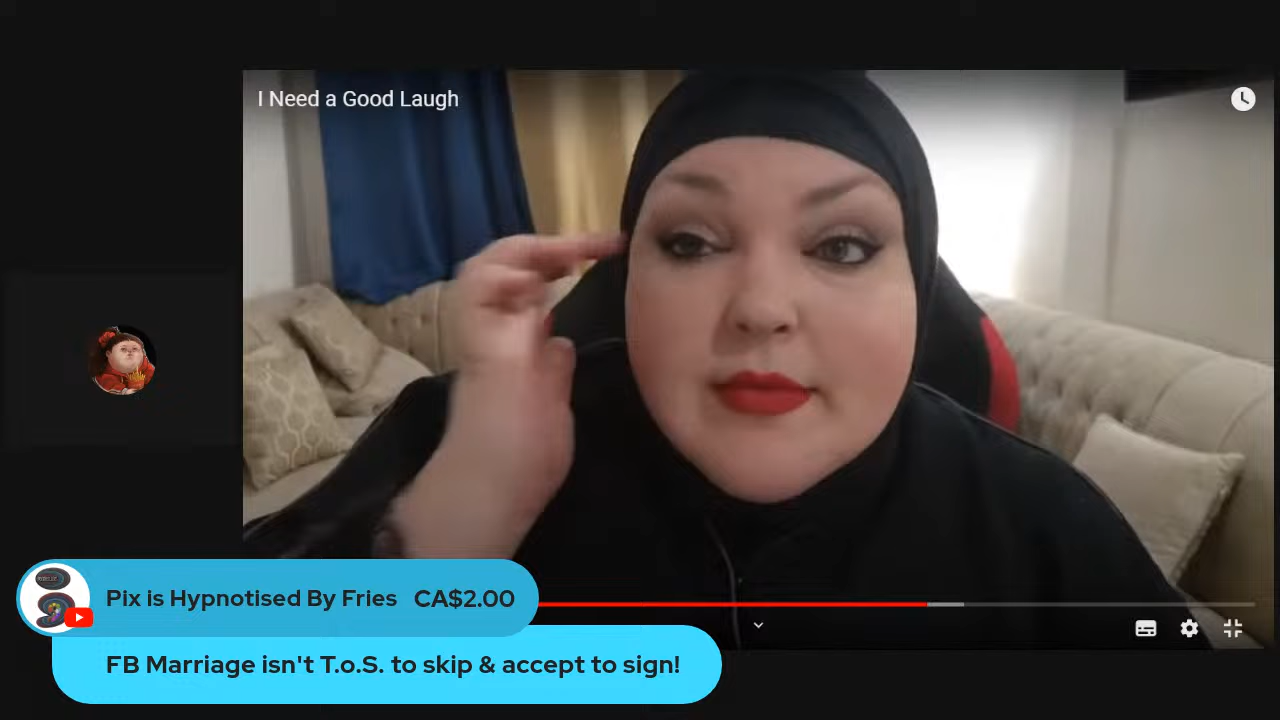 I Need a Good Laugh
Pix is Hypnotised By Fries CA$2.00
FB Marriage isn't T.o.S. to skip & accept to sign!